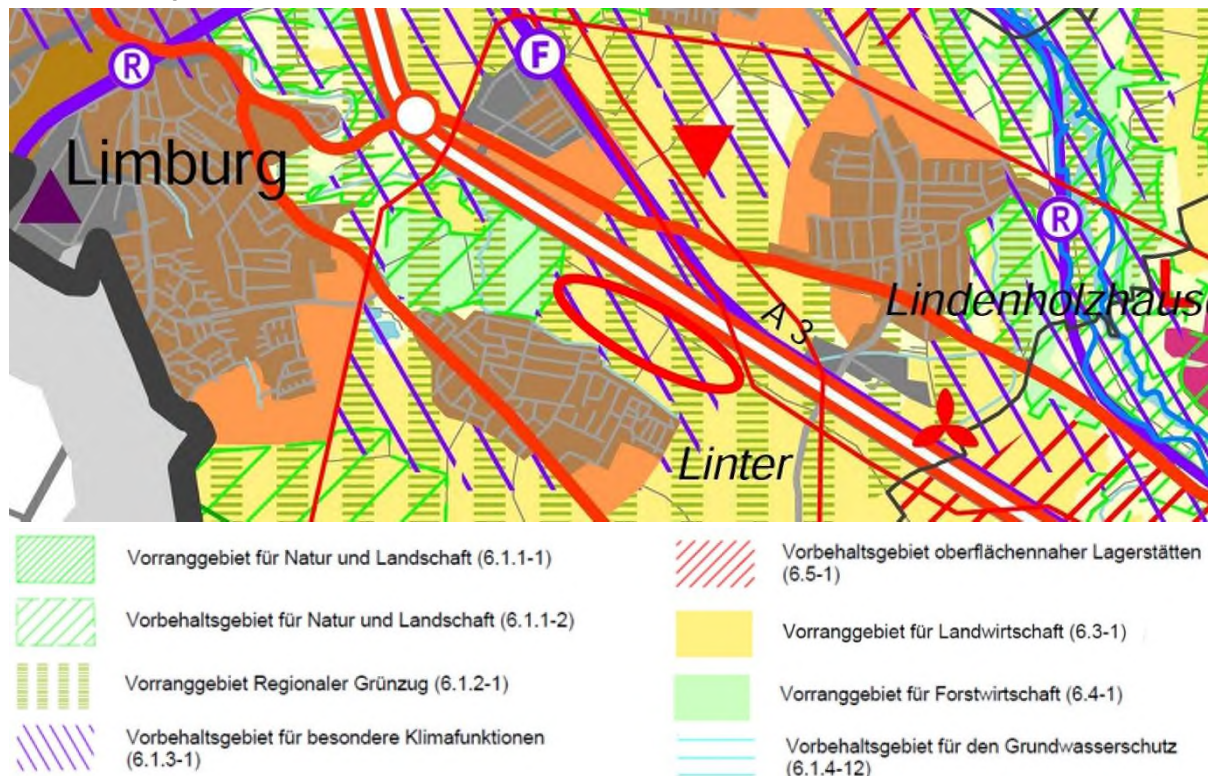 R
F
Limburg
R
Lindenholzhause
A 3
Linter
Vorranggebiet für Natur und Landschaft (6.1.1-1)
Vorbehaltsgebiet für Natur und Landschaft (6.1.1-2)
Vorranggebiet Regionaler Grünzug (6.1.2-1)
Vorbehaltsgebiet für besondere Klimafunktionen
(6.1.3-1)
Vorbehaltsgebiet oberflächennaher Lagerstätten
(6.5-1)
Vorranggebiet für Landwirtschaft (6.3-1)
Vorranggebiet für Forstwirtschaft (6.4-1)
Vorbehaltsgebiet für den Grundwasserschutz
(6.1.4-12)